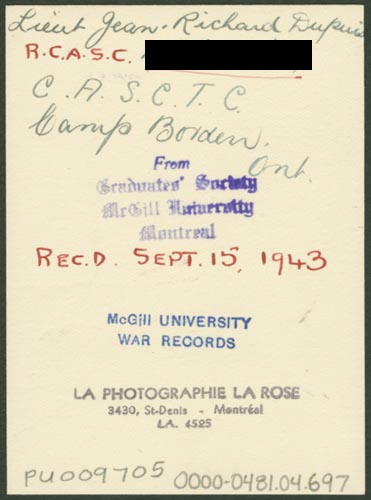 Lieut Jean-Richard Dupuis
R.C.A.S.C.
C.A.S.C.T.C.
Camp Borden,
Ont.
From
Graduates' Society
McGill University
Montreal
REC.D. SEPT. 15, 1943
McGILL UNIVERSITY
WAR RECORDS
LA PHOTOGRAPHIE LA ROSE
3430, St-Denis - Montréal
LA. 4525
PU009705 0000-0481.04.697